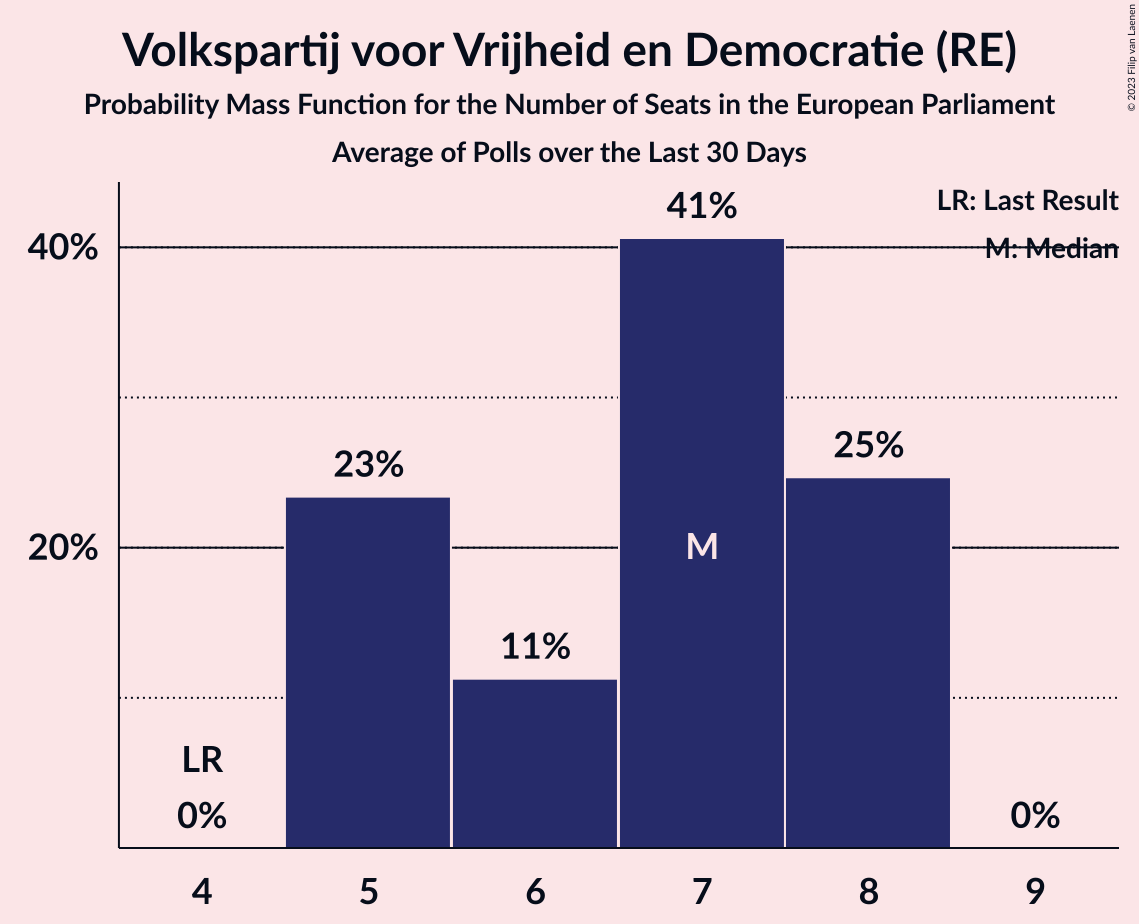 Volkspartij voor Vrijheid en Democratie (RE)
Probability Mass Function for the Number of Seats in the European Parliament
Average of Polls over the Last 30 Days
© 2023 Filip van Laenen
LR: Last Result
M: Median
40%
20%
LR
0%
23%
11%
41%
M
25%
0%
4 5 6 7 8 9